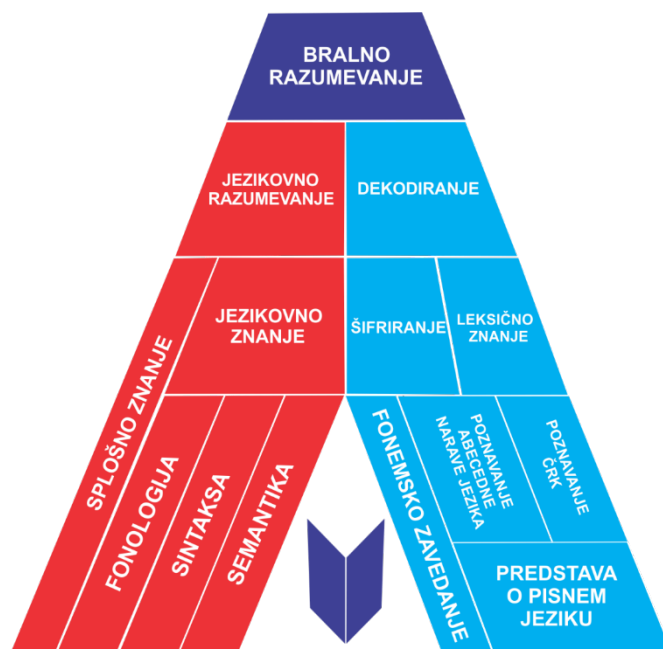 BRALNO
RAZUMEVANJE
JEZIKOVNO
RAZUMEVANJE
DEKODIRANJE
SPLOŠNO ZNANJE
JEZIKOVNO
ZNANJE
ŠIFRIRANJE
LEKSIČNO
ZNANJE
FONOLOGIJA
SINTAKSA
SEMANTIKA
FONEMSKO ZAVEDANJE
POZNAVANJE
ABECEDNE
NARAVE JEZIKA
POZNAVANJE
ČRK
PREDSTAVA
O PISNEM
JEZIKU